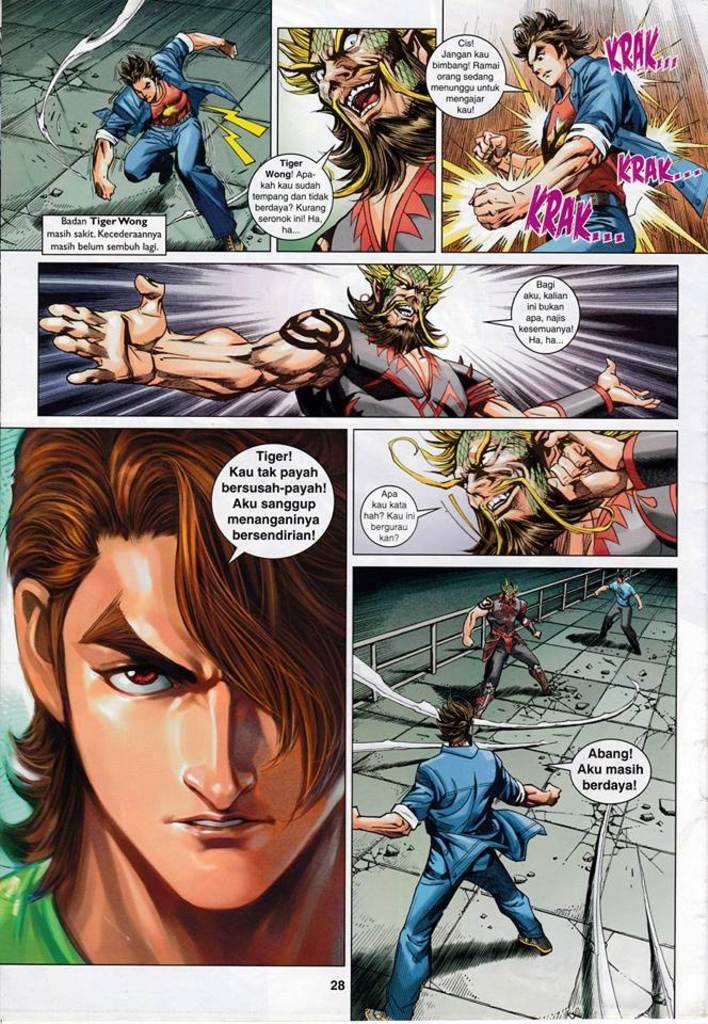 Badan Tiger Wong
masih sakit. Kecederaannya
masih belum sembuh lagi.
Tiger
Wong! Apa-
kah kau sudah
tempang dan tidak
berdaya? Kurang
seronok ini! Ha,
ha...
Cis!
Jangan kau
bimbang! Ramai
orang sedang
menunggu untuk
mengajar
kau!
KRAK...
KRAK...
KRAK...
Bagi
aku, kalian
ini bukan
apa, najis
kesemuanya!
Ha, ha...
Tiger!
Kau tak payah
bersusah-payah!
Aku sanggup
menanganinya
bersendirian!
Apa
kau kata
hah? Kau ini
bergurau
kan?
Abang!
Aku masih
berdaya!
28